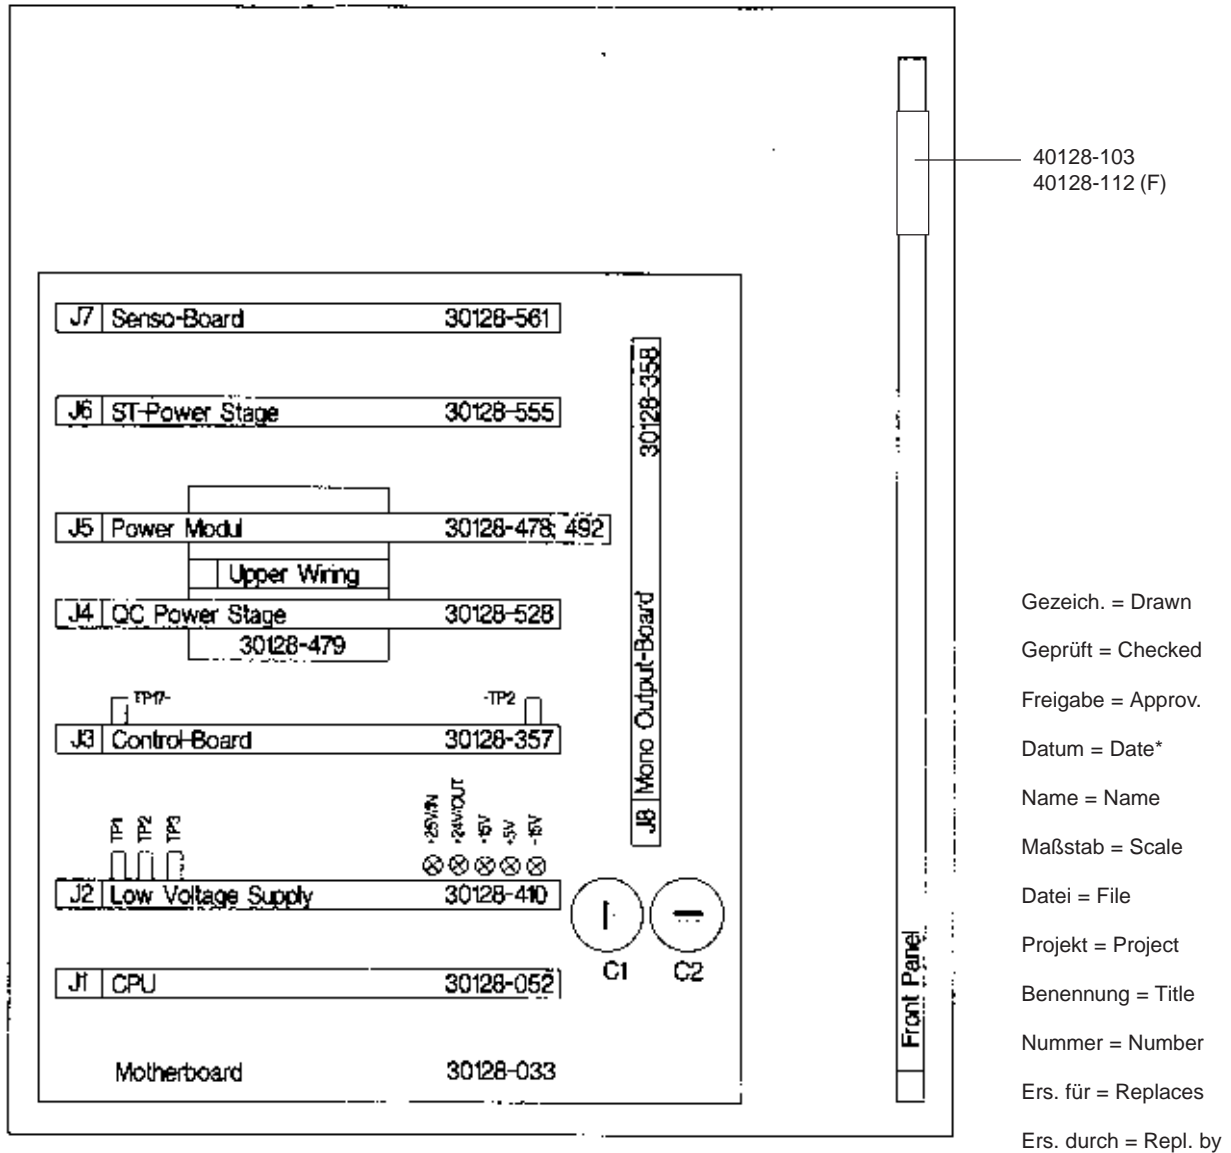 40128-103
40128-112 (F)
J7 Senso-Board 30128-561
J6 ST-Power Stage 30128-555
J5 Power Modul 30128-478; 492
Upper Wiring
J4 QC Power Stage 30128-528
30128-479
TP17
TP2
J3 Control-Board 30128-357
TP1
TP2
TP3
+25V/IN
+24V/OUT
+15V
+5V
-15V
J2 Low Voltage Supply 30128-410
J1 CPU 30128-052
Motherboard 30128-033
J8 Mono Output-Board 30128-358
C1
C2
Front Panel
Gezeich. = Drawn
Geprüft = Checked
Freigabe = Approv.
Datum = Date*
Name = Name
Maßstab = Scale
Datei = File
Projekt = Project
Benennung = Title
Nummer = Number
Ers. für = Replaces
Ers. durch = Repl. by